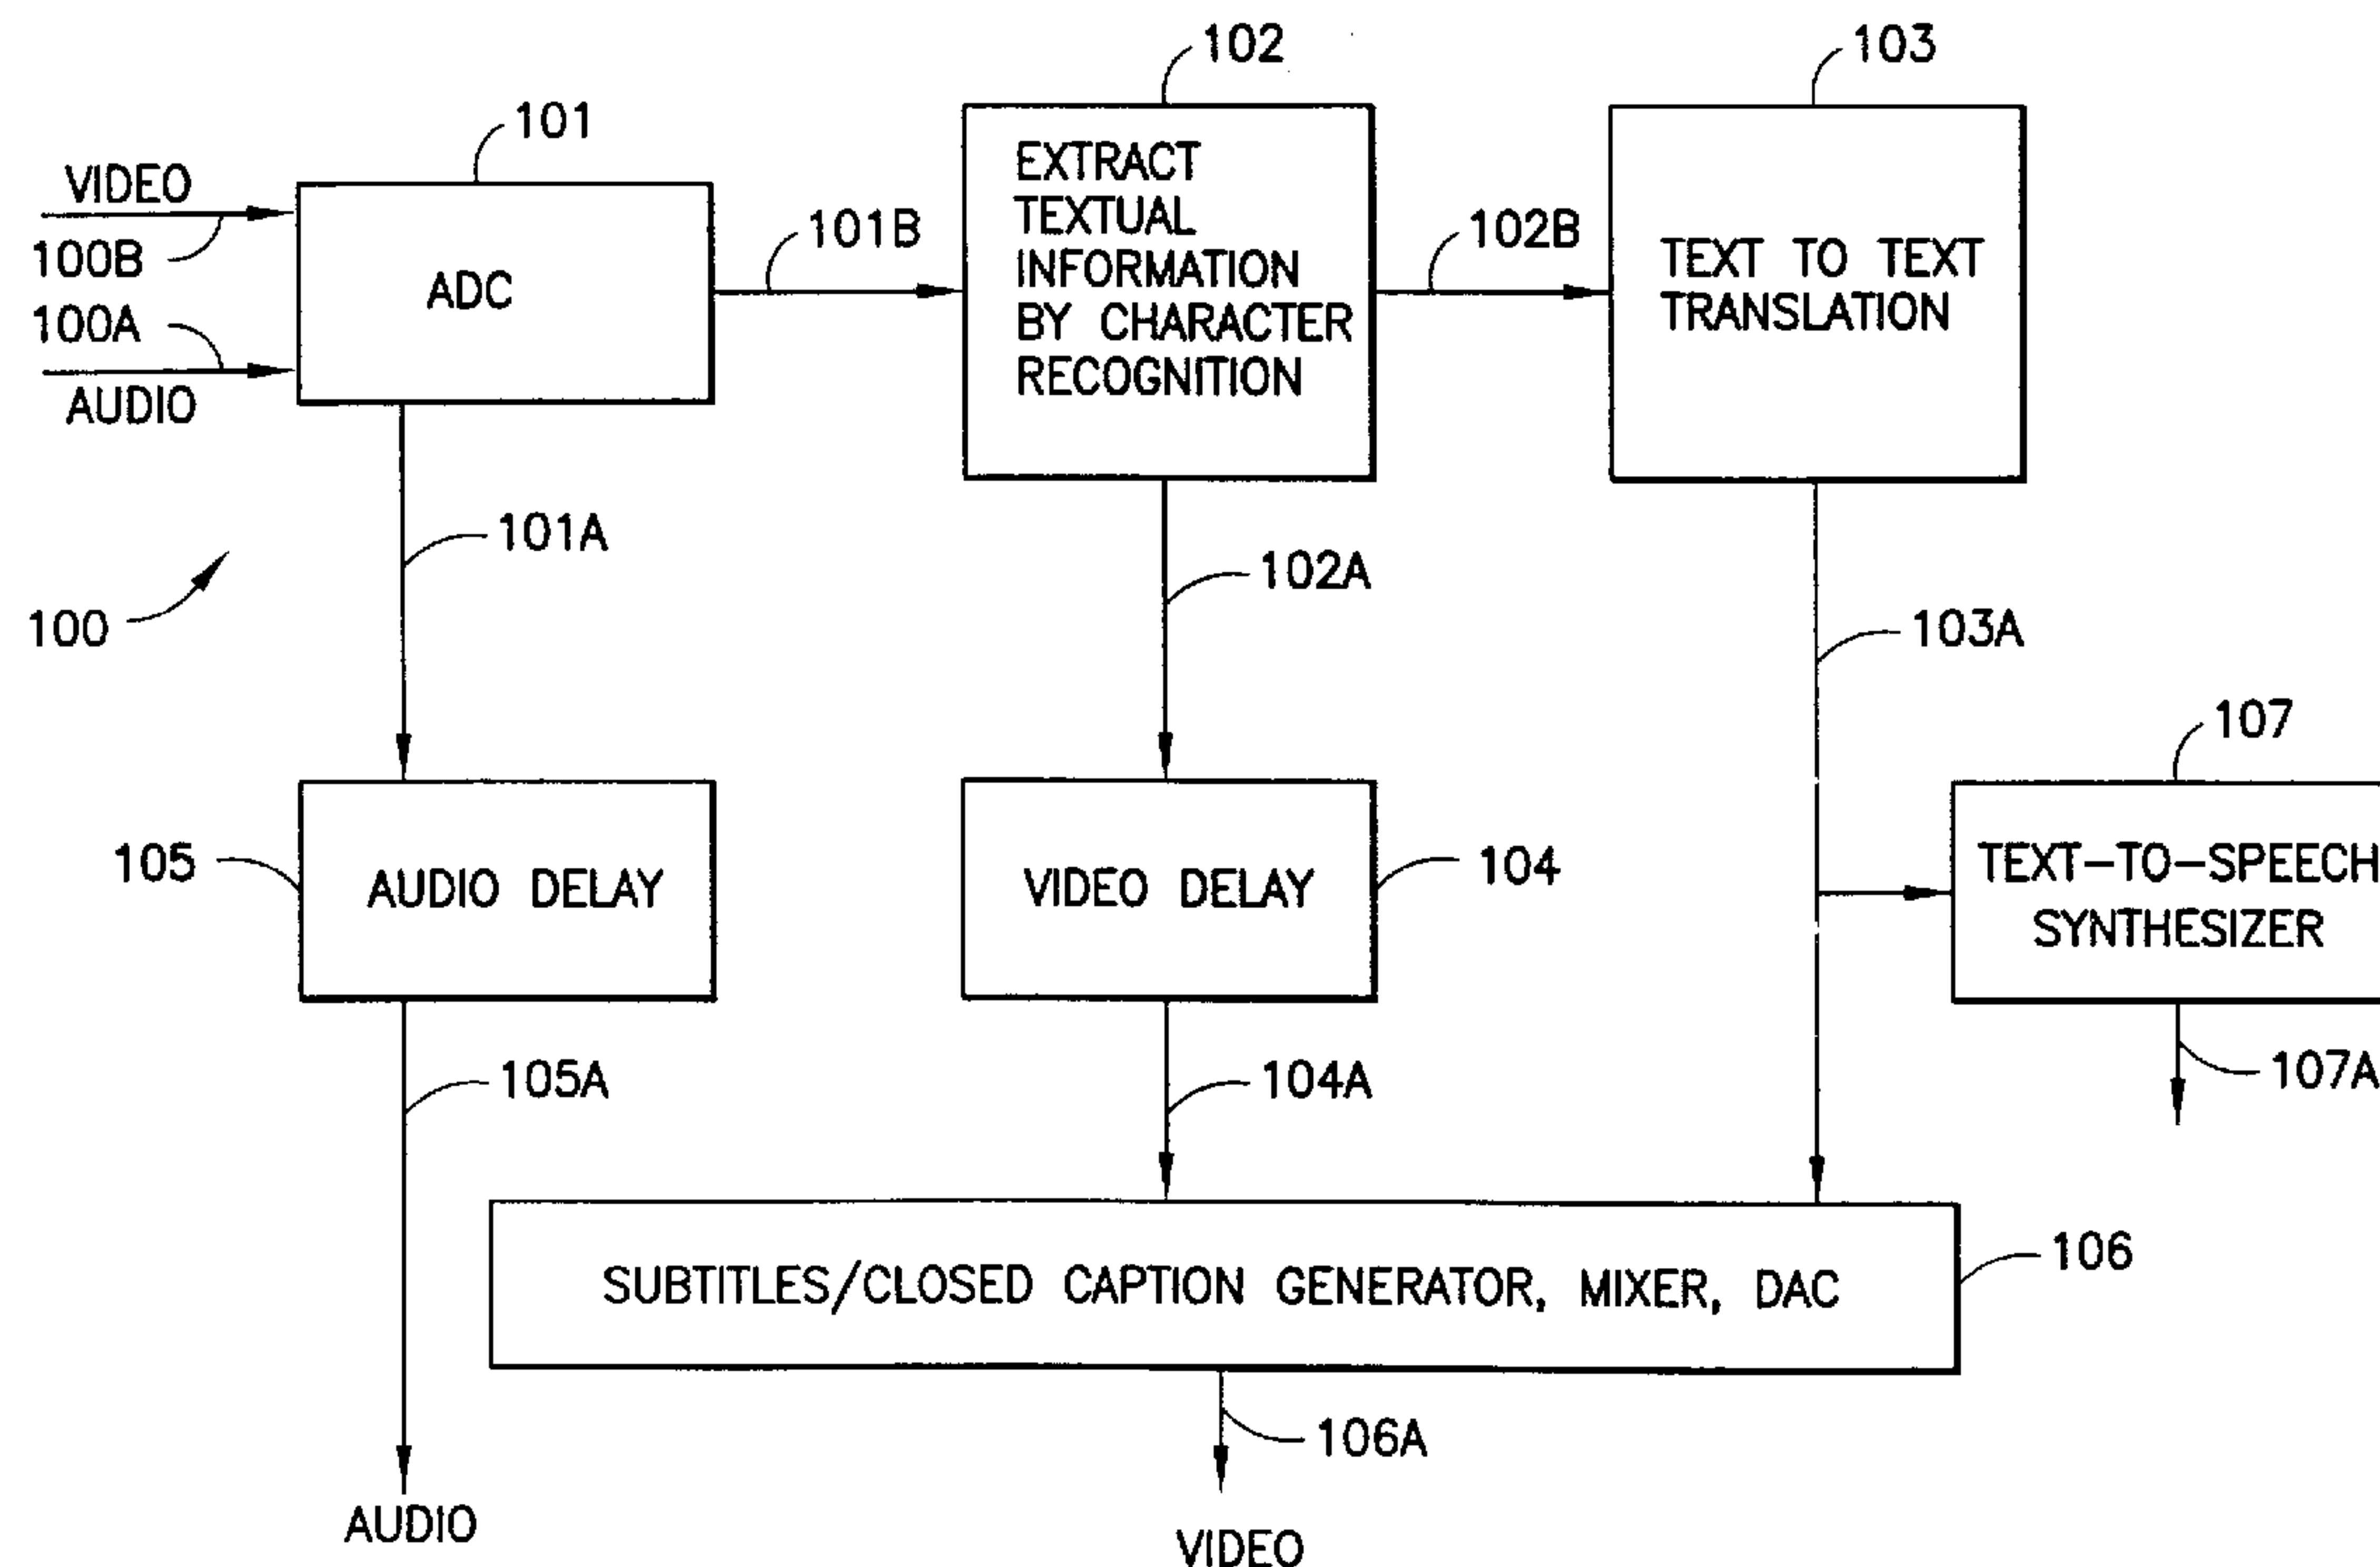 102
103
101
VIDEO
100B
100A
AUDIO
ADC
101B
EXTRACT
TEXTUAL
INFORMATION
BY CHARACTER
RECOGNITION
102B
TEXT TO TEXT
TRANSLATION
101A
102A
100
103A
107
105
AUDIO DELAY
VIDEO DELAY
104
TEXT-TO-SPEECH
SYNTHESIZER
105A
104A
107A
SUBTITLES/CLOSED CAPTION GENERATOR, MIXER, DAC
106
106A
AUDIO
VIDEO